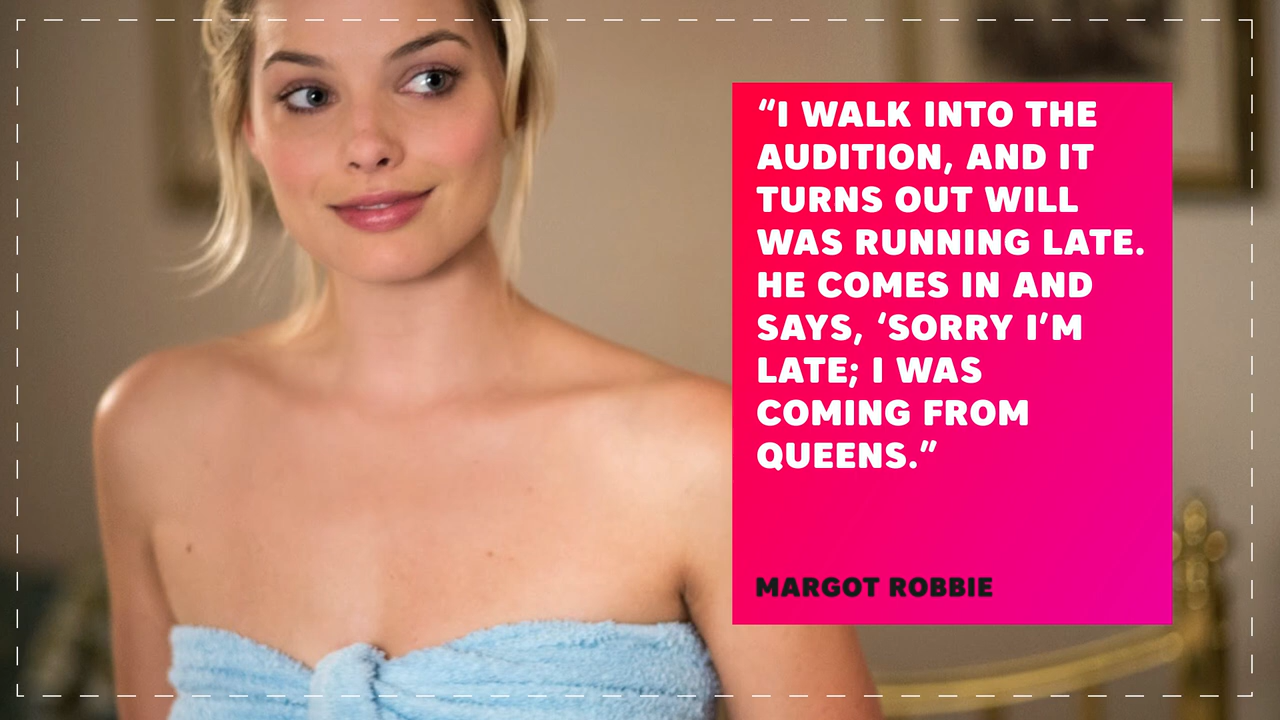 “I WALK INTO THE
AUDITION, AND IT
TURNS OUT WILL
WAS RUNNING LATE.
HE COMES IN AND
SAYS, ‘SORRY I’M
LATE; I WAS
COMING FROM
QUEENS.”
MARGOT ROBBIE